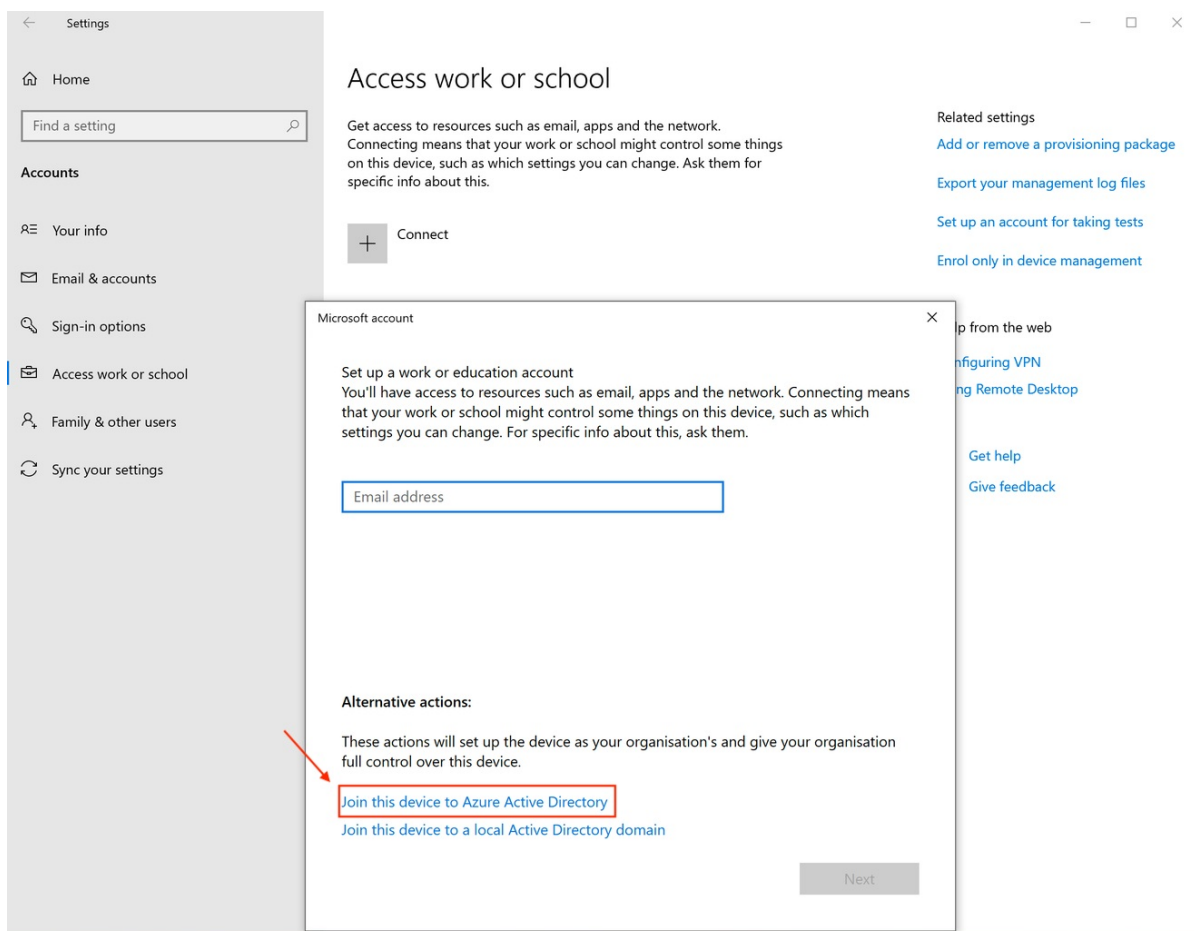 Settings
Home
Find a setting
Accounts
Your info
Email & accounts
Sign-in options
Access work or school
Family & other users
Sync your settings
Access work or school
Get access to resources such as email, apps and the network.
Connecting means that your work or school might control some things
on this device, such as which settings you can change. Ask them for
specific info about this.
Connect
Related settings
Add or remove a provisioning package
Export your management log files
Set up an account for taking tests
Enrol only in device management
lp from the web
nfiguring VPN
ng Remote Desktop
Get help
Give feedback
Microsoft account
Set up a work or education account
You'll have access to resources such as email, apps and the network. Connecting means
that your work or school might control some things on this device, such as which
settings you can change. For specific info about this, ask them.
Email address
Alternative actions:
These actions will set up the device as your organisation's and give your organisation
full control over this device.
Join this device to Azure Active Directory
Join this device to a local Active Directory domain
Next